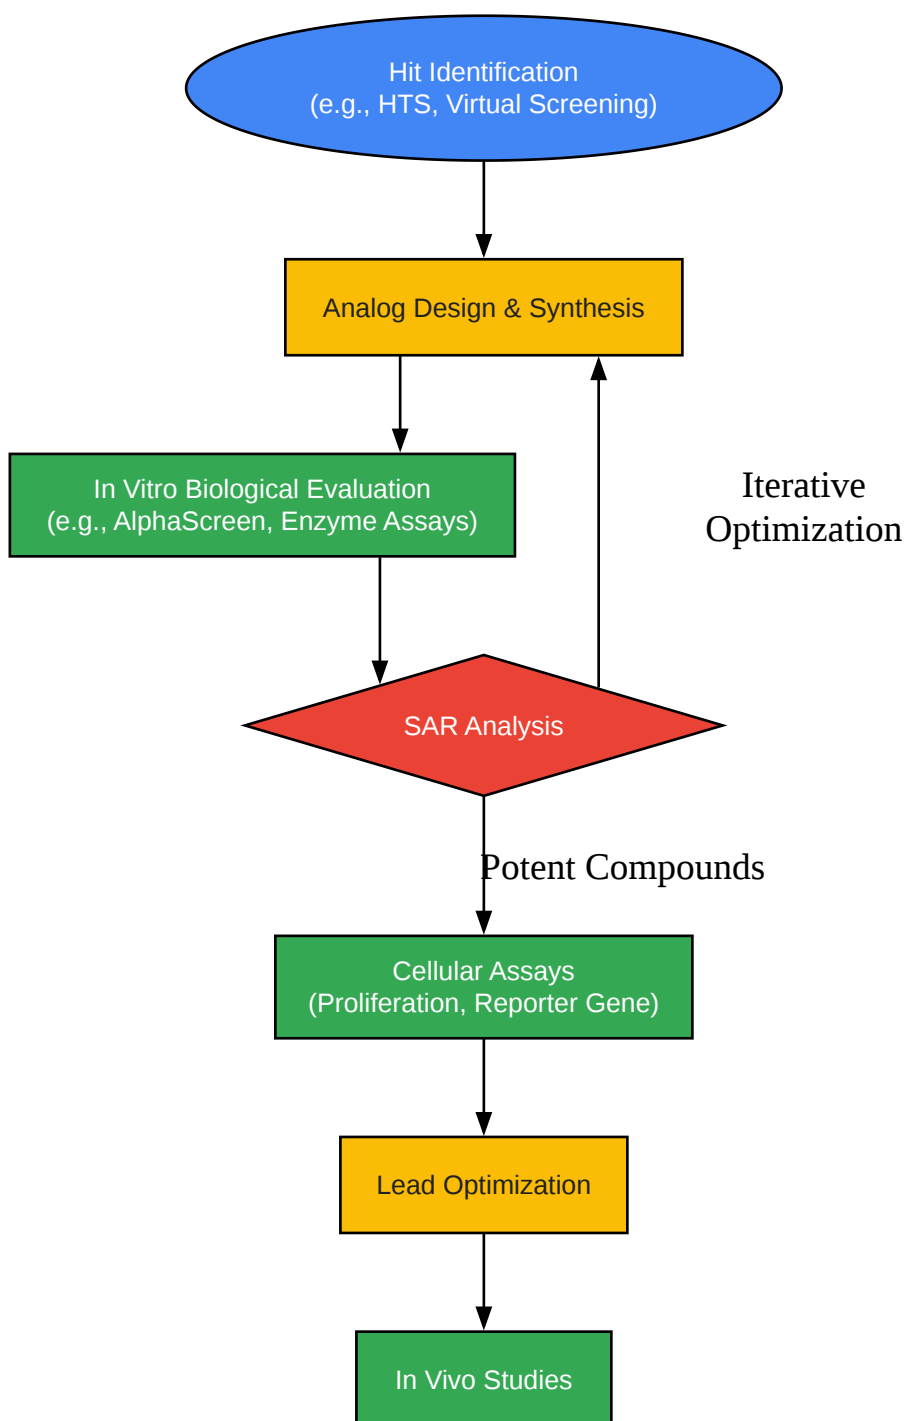 Hit Identification
(e.g., HTS, Virtual Screening)
Analog Design & Synthesis
In Vitro Biological Evaluation
(e.g., AlphaScreen, Enzyme Assays)
Iterative
Optimization
SAR Analysis
Potent Compounds
Cellular Assays
(Proliferation, Reporter Gene)
Lead Optimization
In Vivo Studies